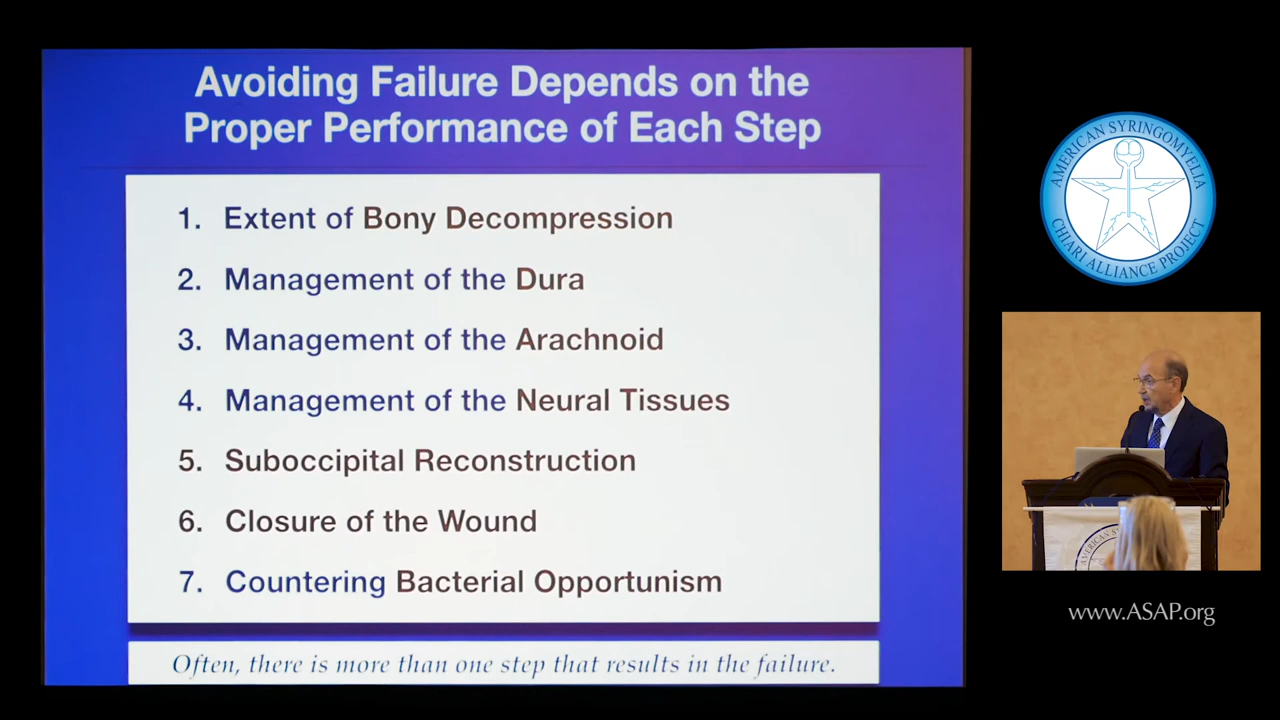 Avoiding Failure Depends on the
Proper Performance of Each Step
1. Extent of Bony Decompression
2. Management of the Dura
3. Management of the Arachnoid
4. Management of the Neural Tissues
5. Suboccipital Reconstruction
6. Closure of the Wound
7. Countering Bacterial Opportunism
Often, there is more than one step that results in the failure.
AMERICAN SYRINGOMYELIA
CHIARI ALLIANCE PROJECT
AMERICAN SY
www.ASAP.org